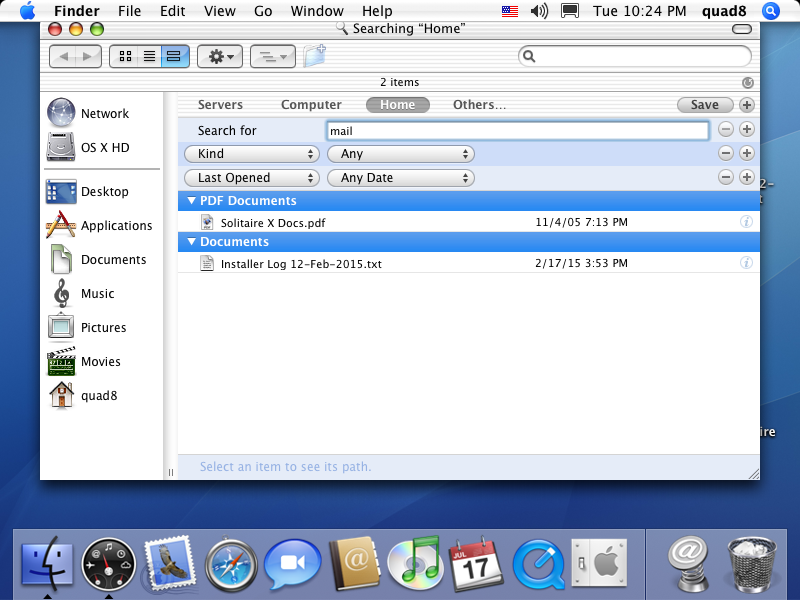 Finder File Edit View Go Window Help Tue 10:24 PM quad8
Searching “Home”
2 items
Servers Computer Home Others... Save
Search for mail
Kind Any
Last Opened Any Date
PDF Documents
Solitaire X Docs.pdf 11/4/05 7:13 PM
Documents
Installer Log 12-Feb-2015.txt 2/17/15 3:53 PM
Network
OS X HD
Desktop
Applications
Documents
Music
Pictures
Movies
quad8
Select an item to see its path.
2-
t
ire
JUL
17